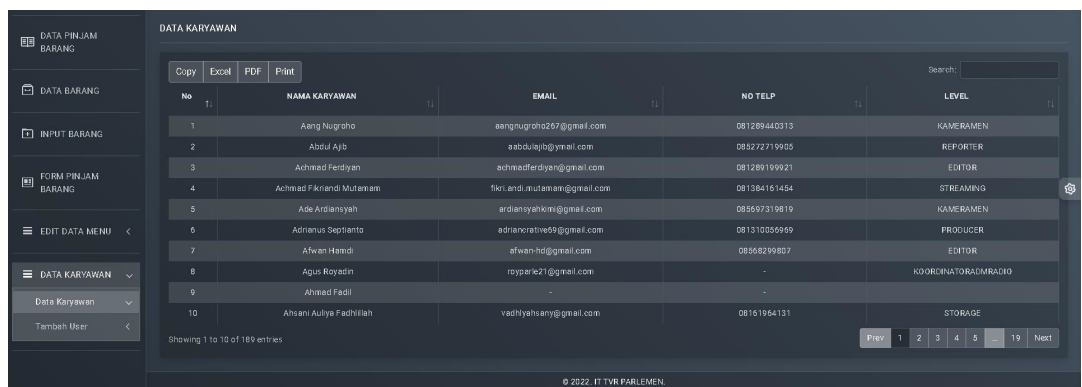 DATA PINJAM
BARANG
DATA BARANG
INPUT BARANG
FORM PINJAM
BARANG
EDIT DATA MENU
DATA KARYAWAN
Data Karyawan
Tambah User
DATA KARYAWAN
Copy Excel PDF Print
Search:
No NAMA KARYAWAN EMAIL NO TELP LEVEL
1 Aang Nugroho aangnugroho267@gmail.com 081289440313 KAMERAMEN
2 Abdul Ajib aabdulajib@ymail.com 085272719905 REPORTER
3 Achmad Ferdiyan achmadferdiyan@gmail.com 081289199921 EDITOR
4 Achmad Fikriandi Mutamam fikri.andi.mutamam@gmail.com 081384161454 STREAMING
5 Ade Ardiansyah ardiansyahkimi@gmail.com 085697319819 KAMERAMEN
6 Adrianus Septianto adriancrative69@gmail.com 081310056969 PRODUCER
7 Afwan Hamdi afwan-hd@gmail.com 08568299807 EDITOR
8 Agus Royadin royparle21@gmail.com - KOORDINATORADMRADIO
9 Ahmad Fadil - -
10 Ahsani Auliya Fadhlillah vadhlyahsany@gmail.com 08161964131 STORAGE
Showing 1 to 10 of 189 entries
Prev 1 2 3 4 5 ... 19 Next
© 2022. IT TVR PARLEMEN.